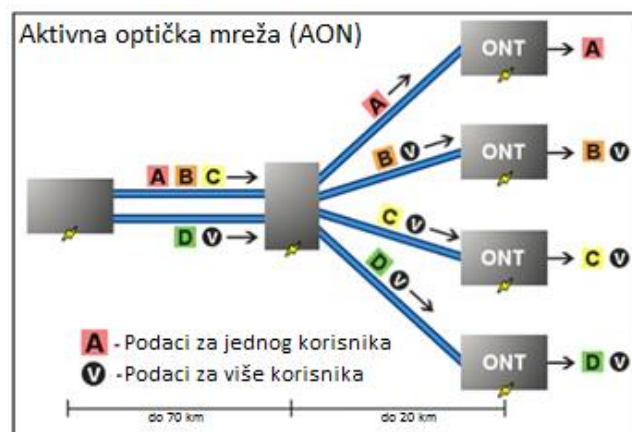 Aktivna optička mreža (AON)
ONT A
A
B V ONT B V
A B C
C V
D V ONT C V
D V
A - Podaci za jednog korisnika
V -Podaci za više korisnika
ONT D V
do 70 km do 20 km